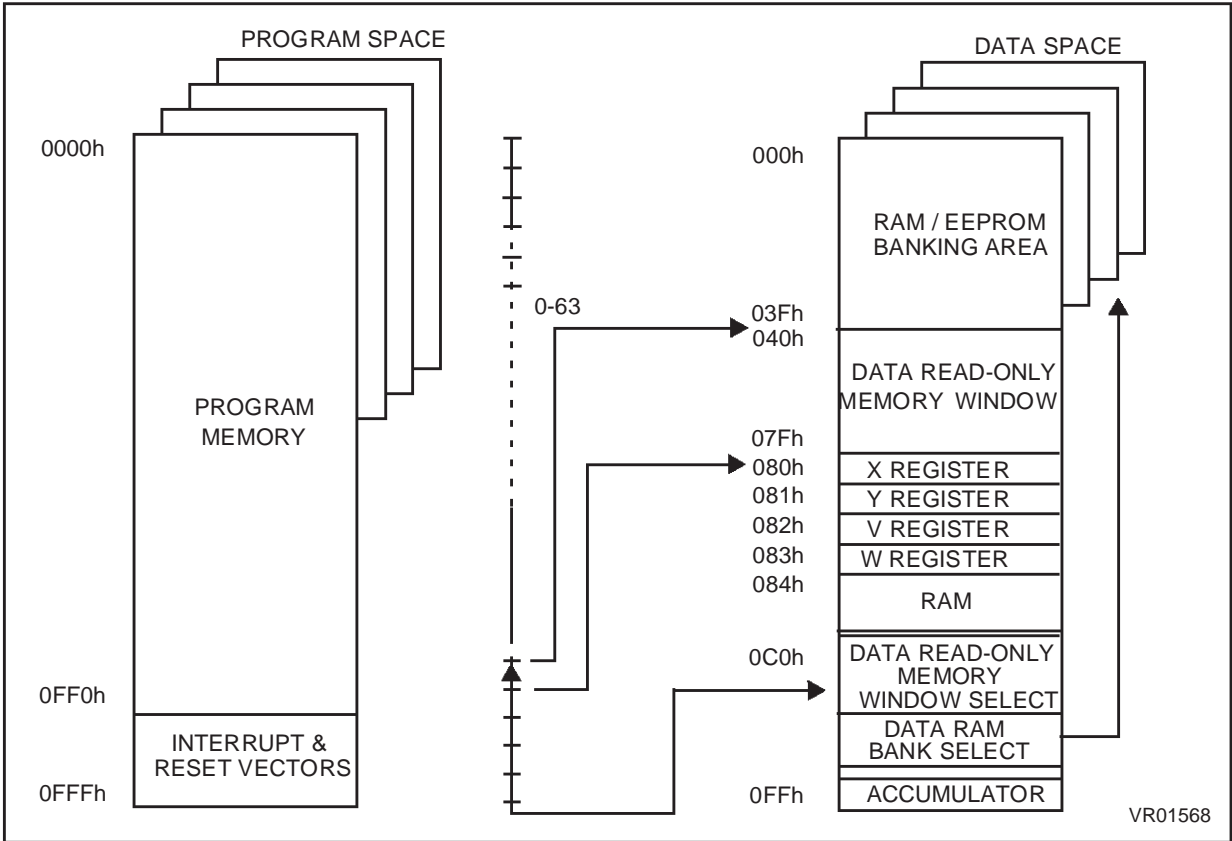 PROGRAM SPACE
0000h
PROGRAM
MEMORY
0FF0h
INTERRUPT &
RESET VECTORS
0FFFh
0-63
DATA SPACE
000h
RAM / EEPROM
BANKING AREA
03Fh
040h
DATA READ-ONLY
MEMORY WINDOW
07Fh
080h
X REGISTER
081h
Y REGISTER
082h
V REGISTER
083h
W REGISTER
084h
RAM
0C0h
DATA READ-ONLY
MEMORY
WINDOW SELECT
DATA RAM
BANK SELECT
0FFh
ACCUMULATOR
VR01568